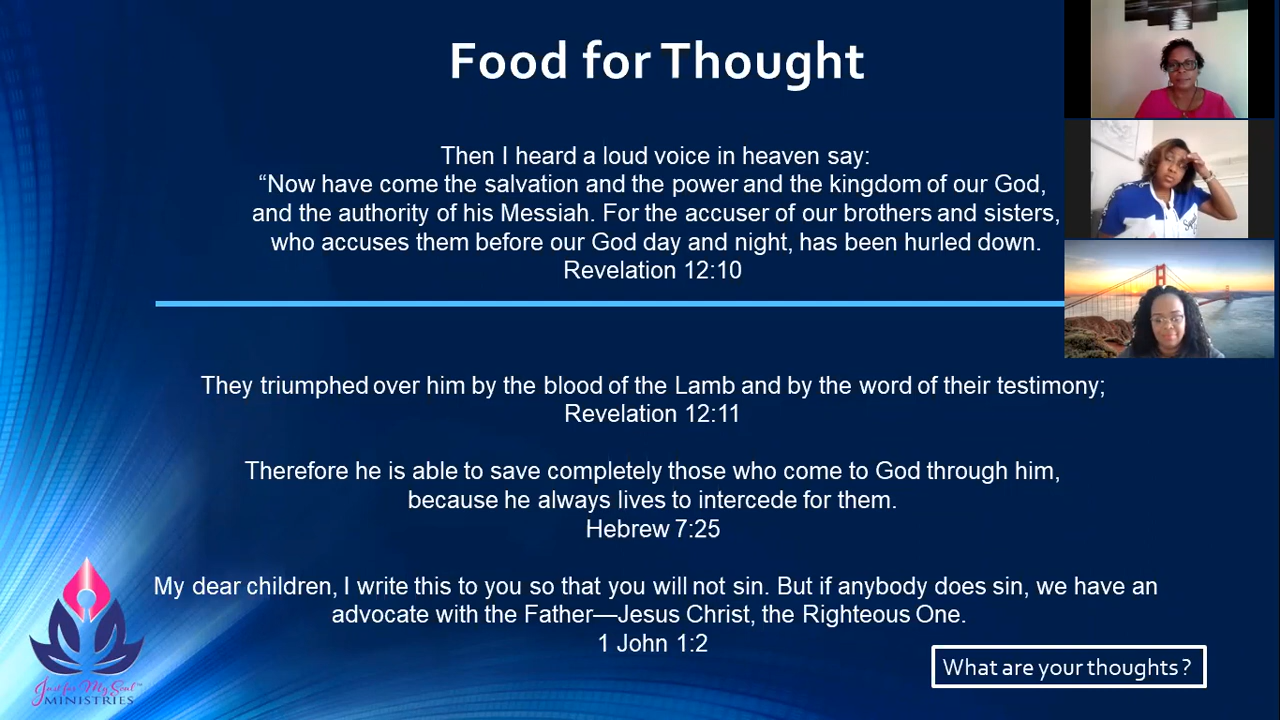 Food for Thought
Then I heard a loud voice in heaven say:
“Now have come the salvation and the power and the kingdom of our God,
and the authority of his Messiah. For the accuser of our brothers and sisters,
who accuses them before our God day and night, has been hurled down.
Revelation 12:10
They triumphed over him by the blood of the Lamb and by the word of their testimony;
Revelation 12:11
Therefore he is able to save completely those who come to God through him,
because he always lives to intercede for them.
Hebrew 7:25
My dear children, I write this to you so that you will not sin. But if anybody does sin, we have an
advocate with the Father—Jesus Christ, the Righteous One.
1 John 1:2
What are your thoughts?
Just for My Soul™
MINISTRIES